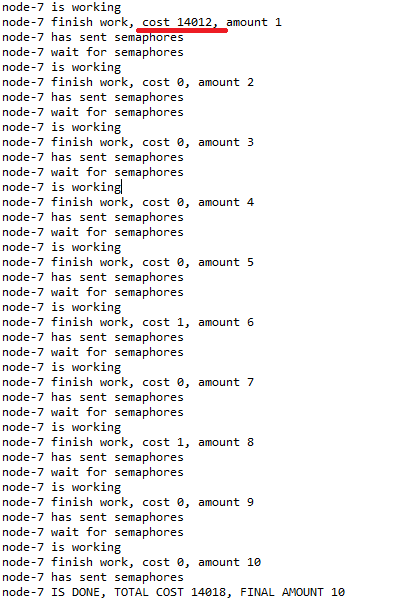 node-7 is working
node-7 finish work, cost 14012, amount 1
node-7 has sent semaphores
node-7 wait for semaphores
node-7 is working
node-7 finish work, cost 0, amount 2
node-7 has sent semaphores
node-7 wait for semaphores
node-7 is working
node-7 finish work, cost 0, amount 3
node-7 has sent semaphores
node-7 wait for semaphores
node-7 is working
node-7 finish work, cost 0, amount 4
node-7 has sent semaphores
node-7 wait for semaphores
node-7 is working
node-7 finish work, cost 0, amount 5
node-7 has sent semaphores
node-7 wait for semaphores
node-7 is working
node-7 finish work, cost 1, amount 6
node-7 has sent semaphores
node-7 wait for semaphores
node-7 is working
node-7 finish work, cost 0, amount 7
node-7 has sent semaphores
node-7 wait for semaphores
node-7 is working
node-7 finish work, cost 1, amount 8
node-7 has sent semaphores
node-7 wait for semaphores
node-7 is working
node-7 finish work, cost 0, amount 9
node-7 has sent semaphores
node-7 wait for semaphores
node-7 is working
node-7 finish work, cost 0, amount 10
node-7 has sent semaphores
node-7 IS DONE, TOTAL COST 14018, FINAL AMOUNT 10